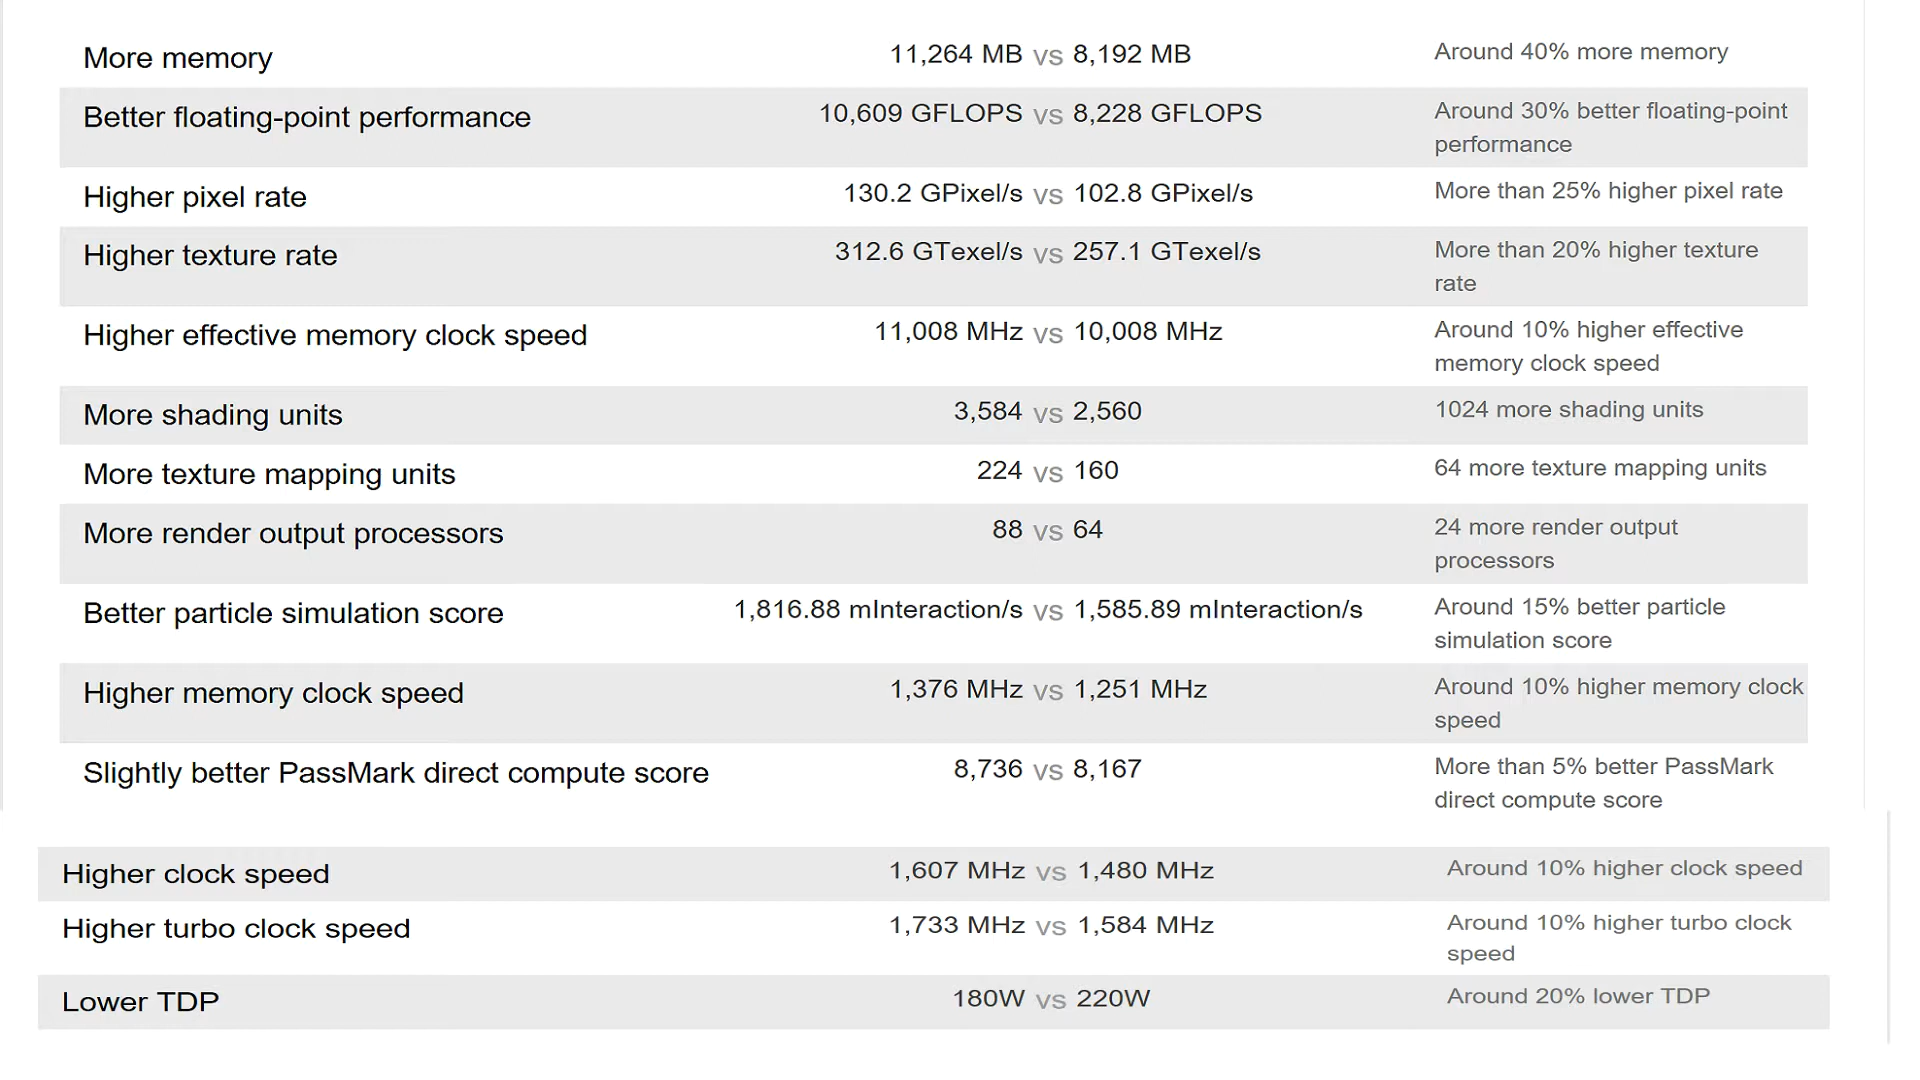 More memory 11,264 MB vs 8,192 MB Around 40% more memory
Better floating-point performance 10,609 GFLOPS vs 8,228 GFLOPS Around 30% better floating-point
performance
Higher pixel rate 130.2 GPixel/s vs 102.8 GPixel/s More than 25% higher pixel rate
Higher texture rate 312.6 GTexel/s vs 257.1 GTexel/s More than 20% higher texture
rate
Higher effective memory clock speed 11,008 MHz vs 10,008 MHz Around 10% higher effective
memory clock speed
More shading units 3,584 vs 2,560 1024 more shading units
More texture mapping units 224 vs 160 64 more texture mapping units
More render output processors 88 vs 64 24 more render output
processors
Better particle simulation score 1,816.88 mInteraction/s vs 1,585.89 mInteraction/s Around 15% better particle
simulation score
Higher memory clock speed 1,376 MHz vs 1,251 MHz Around 10% higher memory clock
speed
Slightly better PassMark direct compute score 8,736 vs 8,167 More than 5% better PassMark
direct compute score
Higher clock speed 1,607 MHz vs 1,480 MHz Around 10% higher clock speed
Higher turbo clock speed 1,733 MHz vs 1,584 MHz Around 10% higher turbo clock
speed
Lower TDP 180W vs 220W Around 20% lower TDP